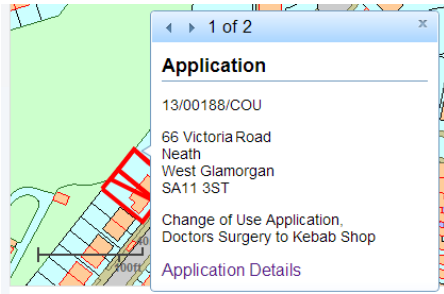 1 of 2
x
Application
13/00188/COU
66 Victoria Road
Neath
West Glamorgan
SA11 3ST
Change of Use Application,
Doctors Surgery to Kebab Shop
Application Details
40
100ft